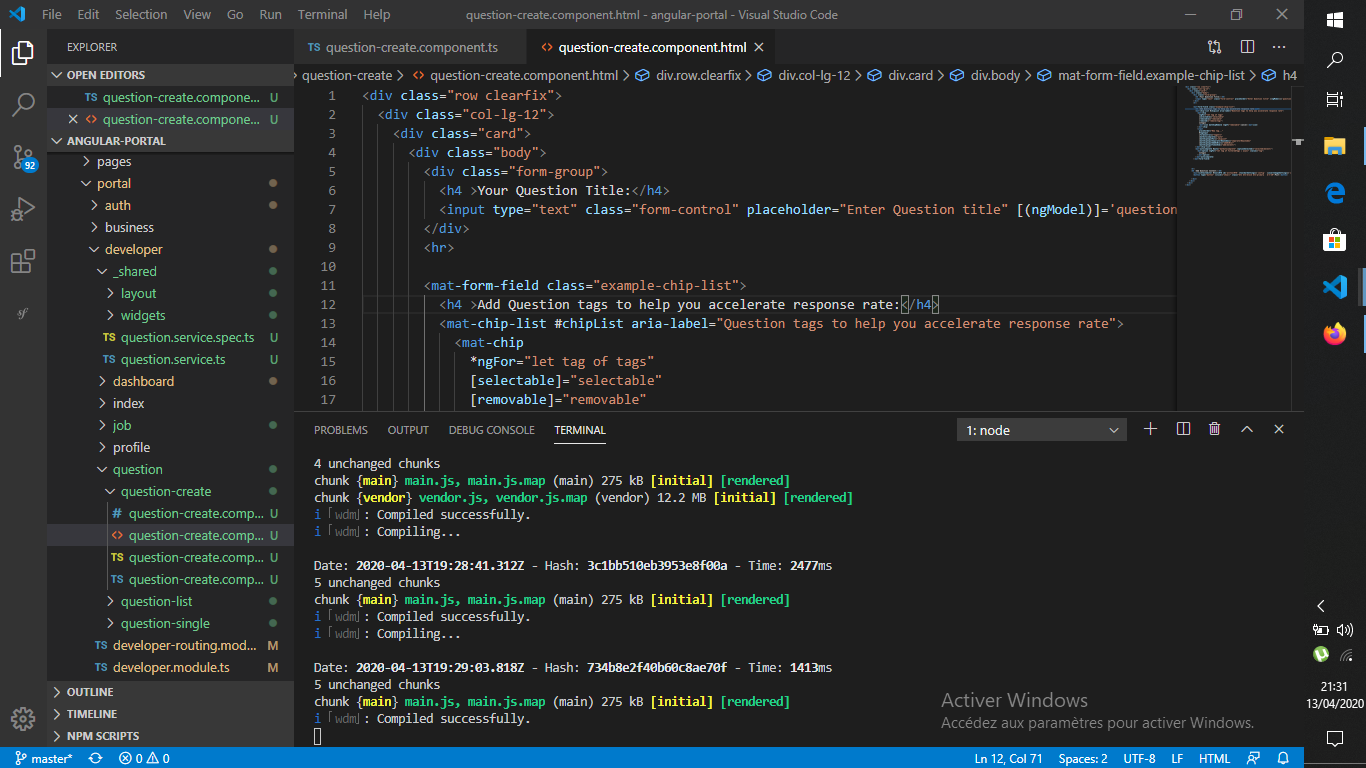 File Edit Selection View Go Run Terminal Help question-create.component.html - angular-portal - Visual Studio Code
EXPLORER
OPEN EDITORS
TS question-create.compone... U
<> question-create.compone... U
ANGULAR-PORTAL
pages
portal
auth
business
developer
_shared
layout
widgets
TS question.service.spec.ts U
TS question.service.ts U
dashboard
index
job
profile
question
question-create
# question-create.comp... U
<> question-create.comp... U
TS question-create.comp... U
TS question-create.comp... U
question-list
question-single
TS developer-routing.mod... M
TS developer.module.ts M
OUTLINE
TIMELINE
NPM SCRIPTS
92
TS question-create.component.ts <> question-create.component.html
question-create > <> question-create.component.html > div.row.clearfix > div.col-lg-12 > div.card > div.body > mat-form-field.example-chip-list > h4
1 <div class="row clearfix">
2 <div class="col-lg-12">
3 <div class="card">
4 <div class="body">
5 <div class="form-group">
6 <h4 >Your Question Title:</h4>
7 <input type="text" class="form-control" placeholder="Enter Question title" [(ngModel)]='question
8 </div>
9 <hr>
10
11 <mat-form-field class="example-chip-list">
12 <h4 >Add Question tags to help you accelerate response rate:</h4>
13 <mat-chip-list #chipList aria-label="Question tags to help you accelerate response rate">
14 <mat-chip
15 *ngFor="let tag of tags"
16 [selectable]="selectable"
17 [removable]="removable"
PROBLEMS OUTPUT DEBUG CONSOLE TERMINAL 1: node
4 unchanged chunks
chunk {main} main.js, main.js.map (main) 275 kB [initial] [rendered]
chunk {vendor} vendor.js, vendor.js.map (vendor) 12.2 MB [initial] [rendered]
i ｢wdm｣: Compiled successfully.
i ｢wdm｣: Compiling...
Date: 2020-04-13T19:28:41.312Z - Hash: 3c1bb510eb3953e8f00a - Time: 2477ms
5 unchanged chunks
chunk {main} main.js, main.js.map (main) 275 kB [initial] [rendered]
i ｢wdm｣: Compiled successfully.
i ｢wdm｣: Compiling...
Date: 2020-04-13T19:29:03.818Z - Hash: 734b8e2f40b60c8ae70f - Time: 1413ms
5 unchanged chunks
chunk {main} main.js, main.js.map (main) 275 kB [initial] [rendered]
i ｢wdm｣: Compiled successfully.
Activer Windows
Accédez aux paramètres pour activer Windows.
master* 0 0 Ln 12, Col 71 Spaces: 2 UTF-8 LF HTML
21:31
13/04/2020